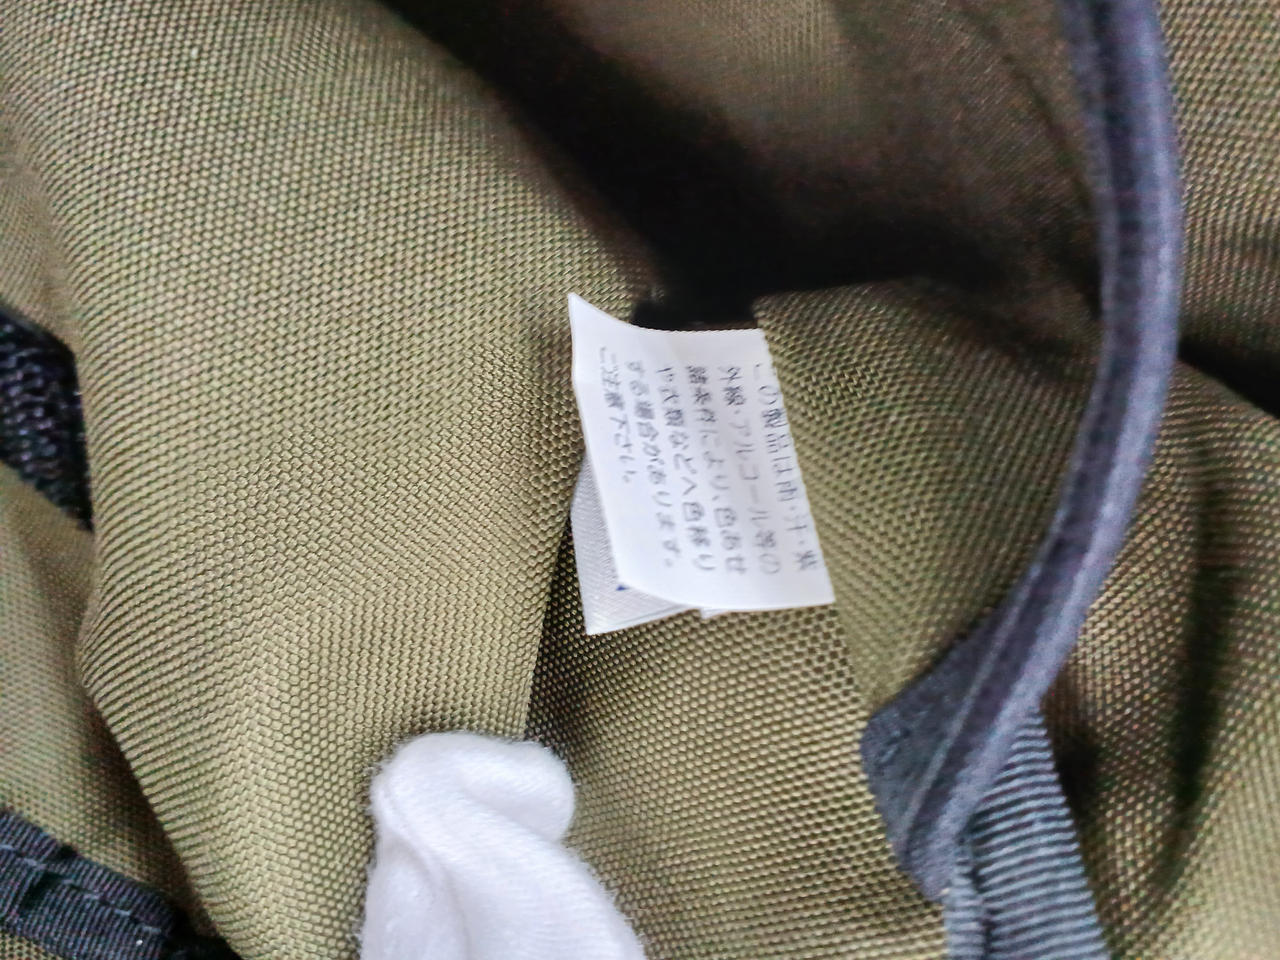 この製品は雨・汗・紫
外線・アルコール等の
諸条件により、色あせ
や衣類などへ色移り
する場合があります。
ご注意下さい。